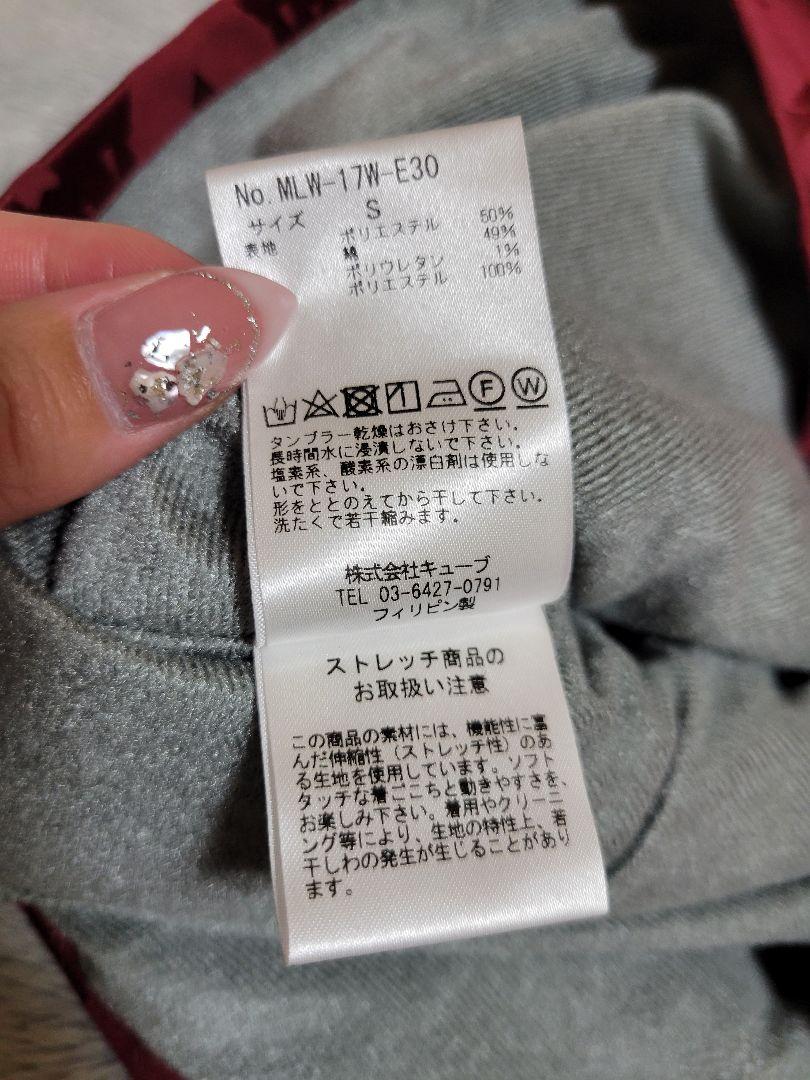 No.MLW-17W-E30
サイズ S
表地 ポリエステル 50%
綿 49%
ポリウレタン 1%
ポリエステル 100%
F W
タンブラー乾燥はおさけ下さい。
長時間水に浸漬しないで下さい。
塩素系、酸素系の漂白剤は使用しな
いで下さい。
形をととのえてから干して下さい。
洗たくで若干縮みます。
株式会社キューブ
TEL 03-6427-0791
フィリピン製
ストレッチ商品の
お取扱い注意
この商品の素材には、機能性に富
んだ伸縮性（ストレッチ性）のあ
る生地を使用しています。ソフト
タッチな着ごこちと動きやすさを、
お楽しみ下さい。着用やクリーニ
ング等により、生地の特性上、若
干しわの発生が生じることがあり
ます。